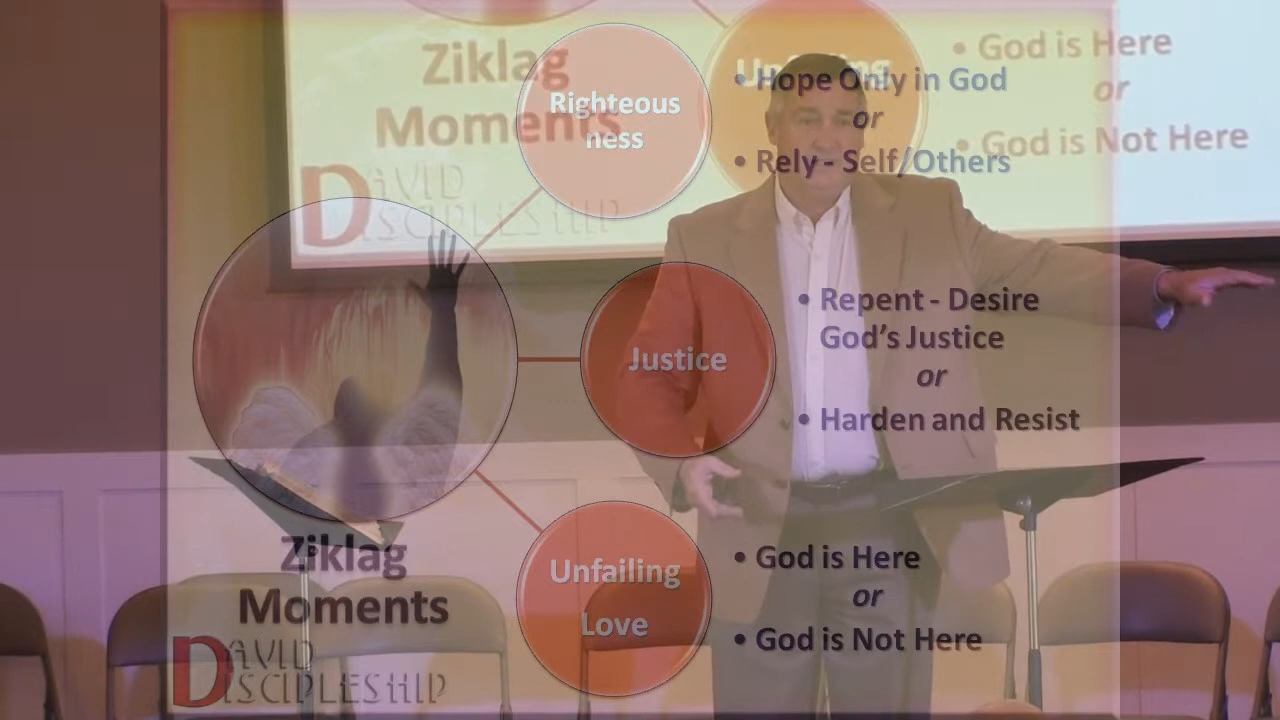 Ziklag
Moments
DAVID
DISCIPLESHIP
• God is Here
or
• God is Not Here
Righteous
ness
• Hope Only in God
or
• Rely - Self/Others
Justice
• Repent - Desire
God's Justice
or
• Harden and Resist
Unfailing
Love
• God is Here
or
• God is Not Here
Ziklag
Moments
DAVID
DISCIPLESHIP